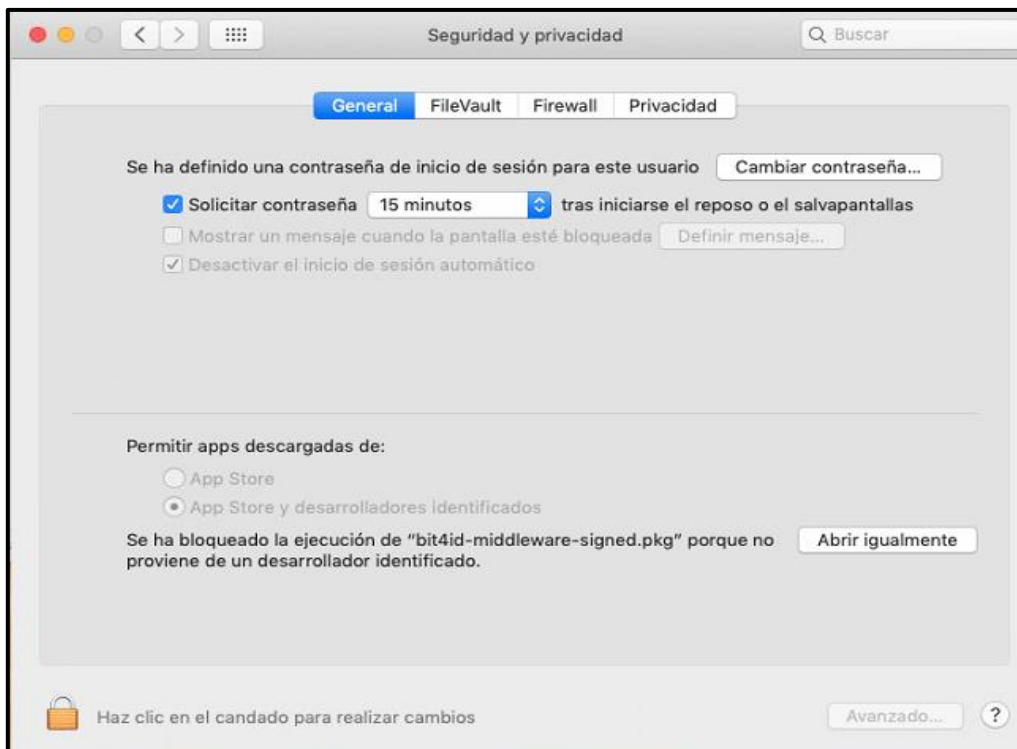 Seguridad y privacidad
Buscar
General FileVault Firewall Privacidad
Se ha definido una contraseña de inicio de sesión para este usuario Cambiar contraseña...
Solicitar contraseña 15 minutos tras iniciarse el reposo o el salvapantallas
Mostrar un mensaje cuando la pantalla esté bloqueada Definir mensaje...
Desactivar el inicio de sesión automático
Permitir apps descargadas de:
App Store
App Store y desarrolladores identificados
Se ha bloqueado la ejecución de “bit4id-middleware-signed.pkg” porque no Abrir igualmente
proviene de un desarrollador identificado.
Haz clic en el candado para realizar cambios
Avanzado... ?